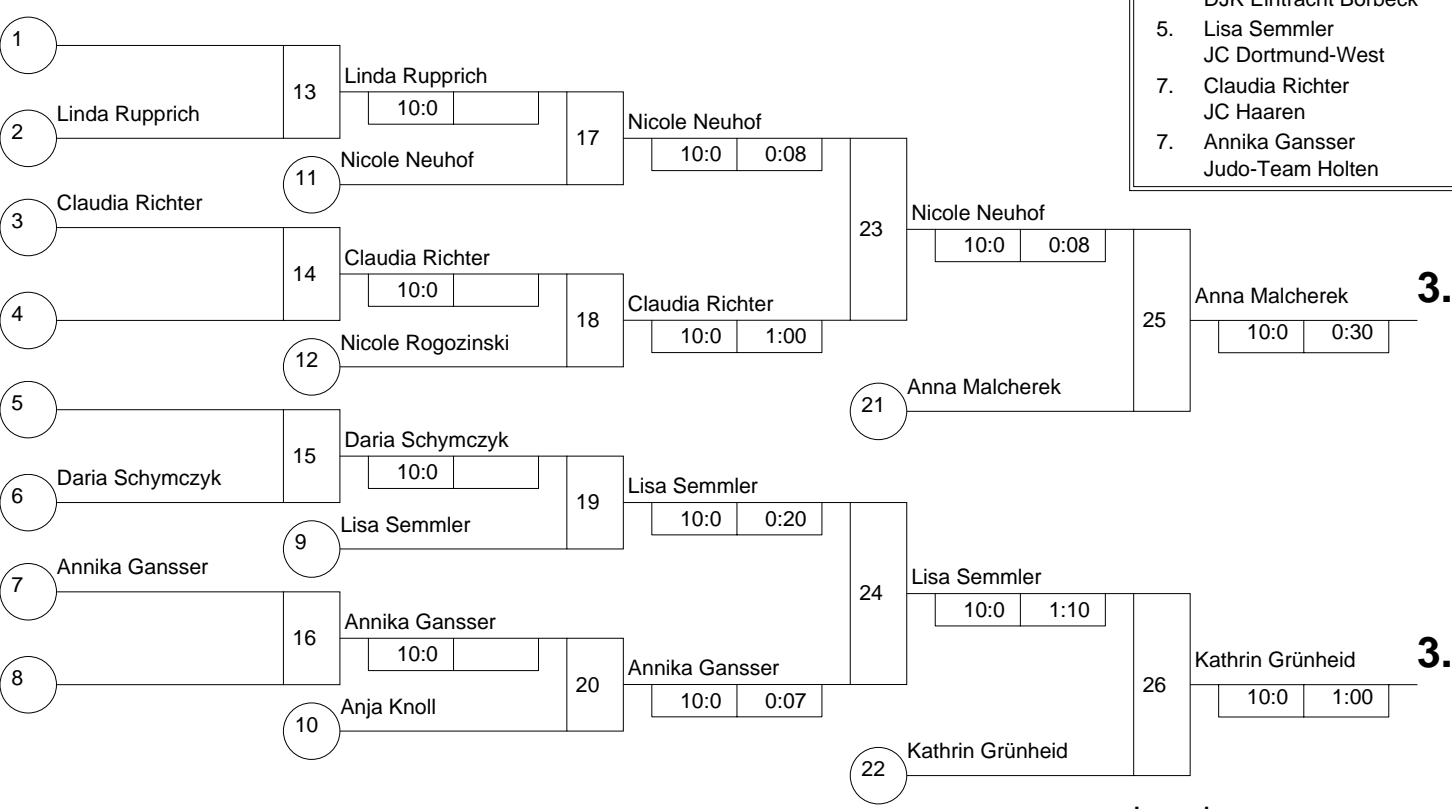 DJK Eintracht Borbeck
5. Lisa Semmler
JC Dortmund-West
7. Claudia Richter
JC Haaren
7. Annika Gansser
Judo-Team Holten
1
13
Linda Rupprich
10:0
2
Linda Rupprich
17
Nicole Neuhof
10:0 0:08
11
Nicole Neuhof
3
Claudia Richter
23
Nicole Neuhof
10:0 0:08
14
Claudia Richter
10:0
4
18
Claudia Richter
10:0 1:00
12
Nicole Rogozinski
25
Anna Malcherek
3.
10:0 0:30
21
Anna Malcherek
5
15
Daria Schymczyk
10:0
6
Daria Schymczyk
19
Lisa Semmler
10:0 0:20
9
Lisa Semmler
7
Annika Gansser
24
Lisa Semmler
10:0 1:10
16
Annika Gansser
10:0
8
20
Annika Gansser
10:0 0:07
10
Anja Knoll
26
Kathrin Grünheid
3.
10:0 1:00
22
Kathrin Grünheid